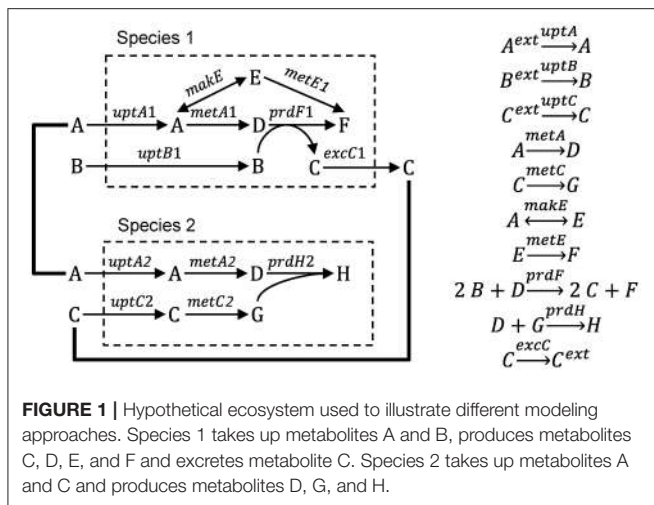 Species 1
E
makE
metE1
A uptA1 A metA1 D prdF1 F
B uptB1 B C excC1 C
Species 2
A uptA2 A metA2 D prdH2 H
C uptC2 C metC2 G
A^ext uptA→ A
B^ext uptB→ B
C^ext uptC→ C
A metA→ D
C metC→ G
A makE↔ E
E metE→ F
2 B + D prdF→ 2 C + F
D + G prdH→ H
C excC→ C^ext
FIGURE 1 | Hypothetical ecosystem used to illustrate different modeling
approaches. Species 1 takes up metabolites A and B, produces metabolites
C, D, E, and F and excretes metabolite C. Species 2 takes up metabolites A
and C and produces metabolites D, G, and H.